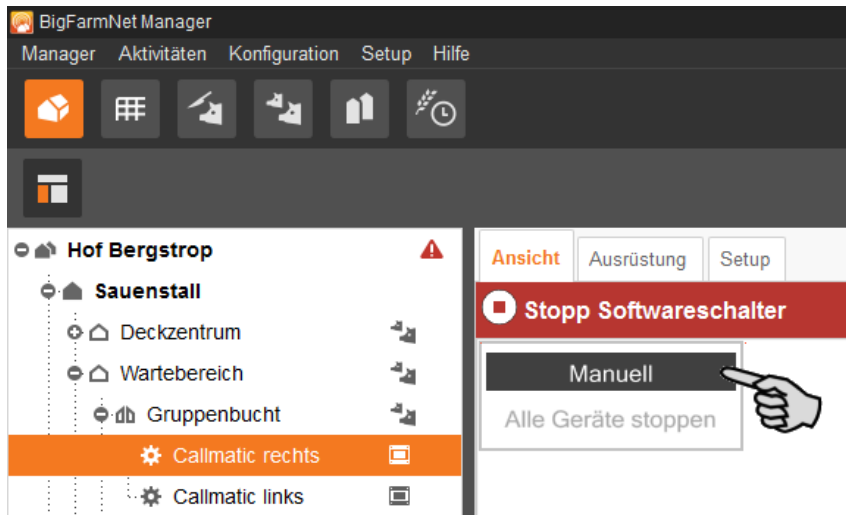 BigFarmNet Manager
Manager Aktivitäten Konfiguration Setup Hilfe
Hof Bergstrop
Sauenstall
Deckzentrum
Wartebereich
Gruppenbucht
Callmatic rechts
Callmatic links
Ansicht Ausrüstung Setup
Stopp Softwareschalter
Manuell
Alle Geräte stoppen